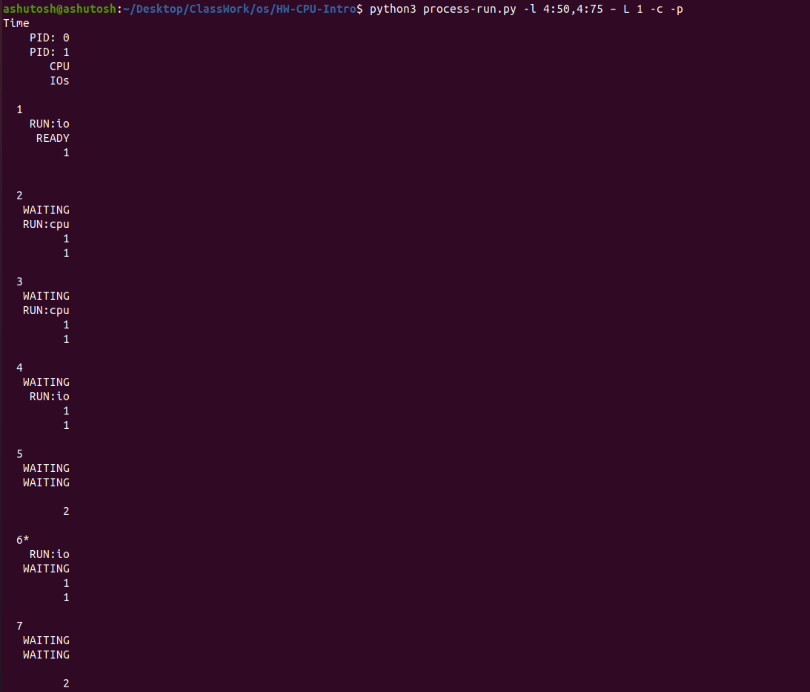 ashutosh@ashutosh:~/Desktop/ClassWork/os/HW-CPU-Intro$ python3 process-run.py -l 4:50,4:75 – L 1 -c -p
Time
PID: 0
PID: 1
CPU
IOs
1
RUN:io
READY
1
2
WAITING
RUN:cpu
1
1
3
WAITING
RUN:cpu
1
1
4
WAITING
RUN:io
1
1
5
WAITING
WAITING
2
6*
RUN:io
WAITING
1
1
7
WAITING
WAITING
2